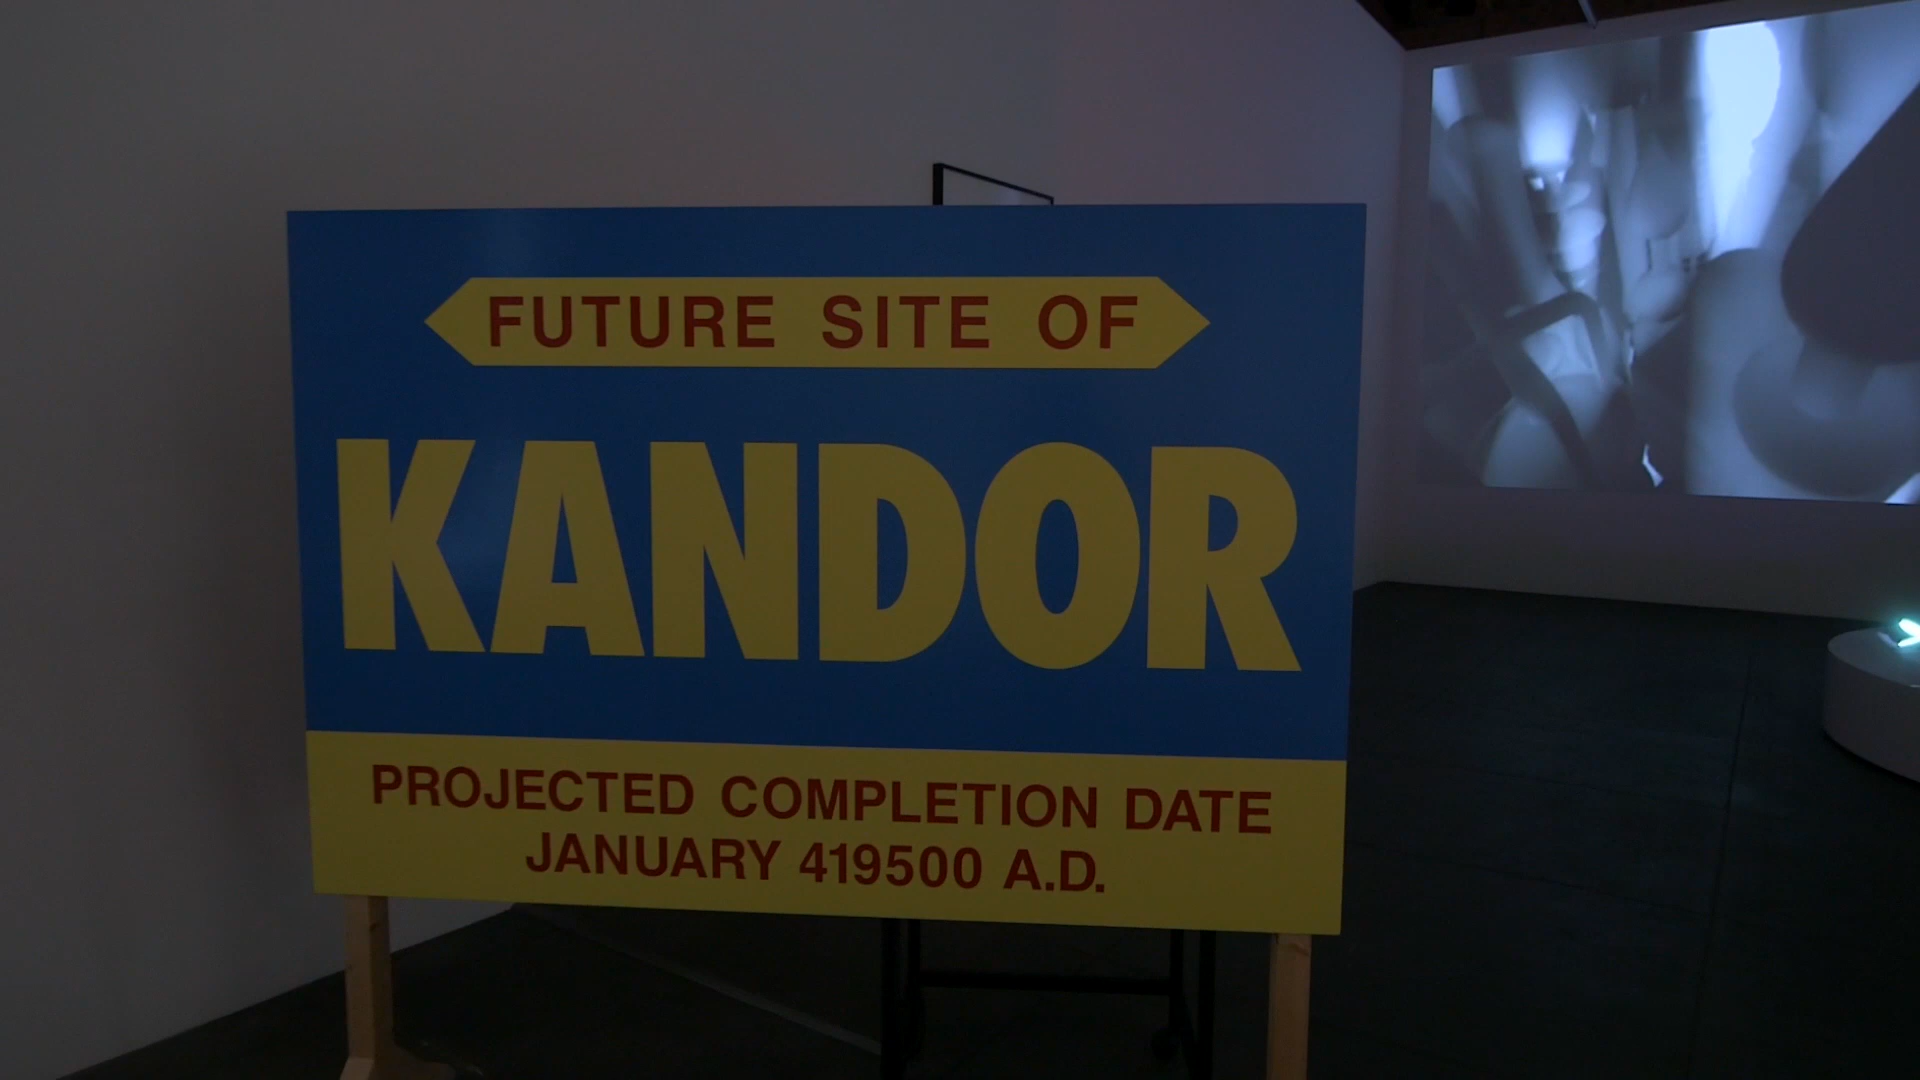 FUTURE SITE OF
KANDOR
PROJECTED COMPLETION DATE
JANUARY 419500 A.D.